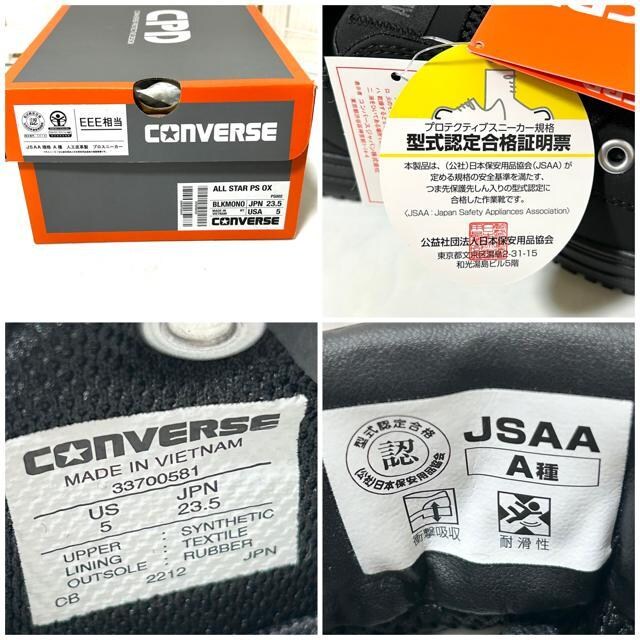 CPD
EEE相当
CONVERSE
JSAA 規格 A 種 人工皮革製 プロスニーカー
ALL STAR PS OX
BLKMONO JPN 23.5
MADE IN VIETNAM
USA 5
CONVERSE
プロテクティブスニーカー規格
型式認定合格証明票
本製品は、(公社)日本保安用品協会(JSAA)が
定める規格の安全基準を満たす、
つま先保護先しん入りの型式認定に
合格した作業靴です。
〈JSAA : Japan Safety Appliances Association〉
公益社団法人日本保安用品協会
東京都文京区湯島2-31-15
和光湯島ビル5階
CONVERSE
MADE IN VIETNAM
33700581
US JPN
5 23.5
UPPER : SYNTHETIC
LINING : TEXTILE
OUTSOLE : RUBBER
CB 2212 JPN
型式認定合格
認
(公社)日本保安用品協会
JSAA
A種
衝撃吸収
耐滑性